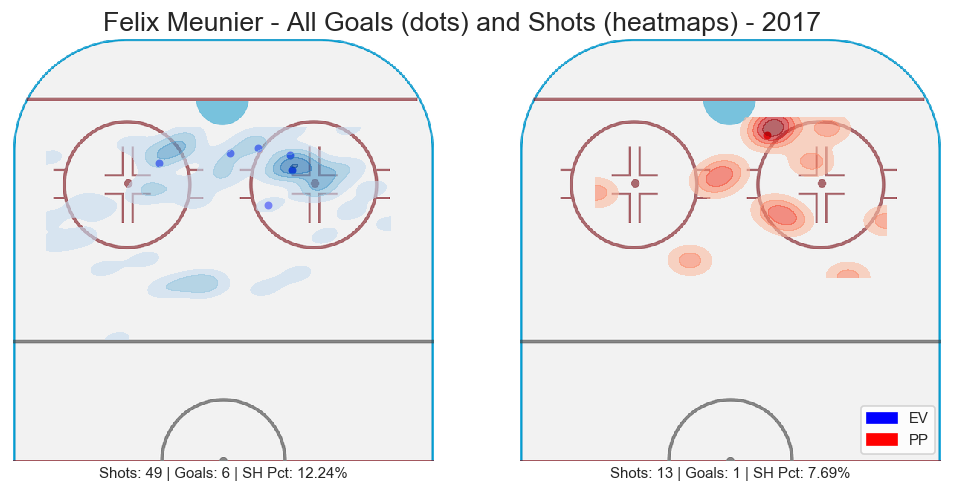 Felix Meunier - All Goals (dots) and Shots (heatmaps) - 2017
EV
PP
Shots: 49 | Goals: 6 | SH Pct: 12.24%
Shots: 13 | Goals: 1 | SH Pct: 7.69%